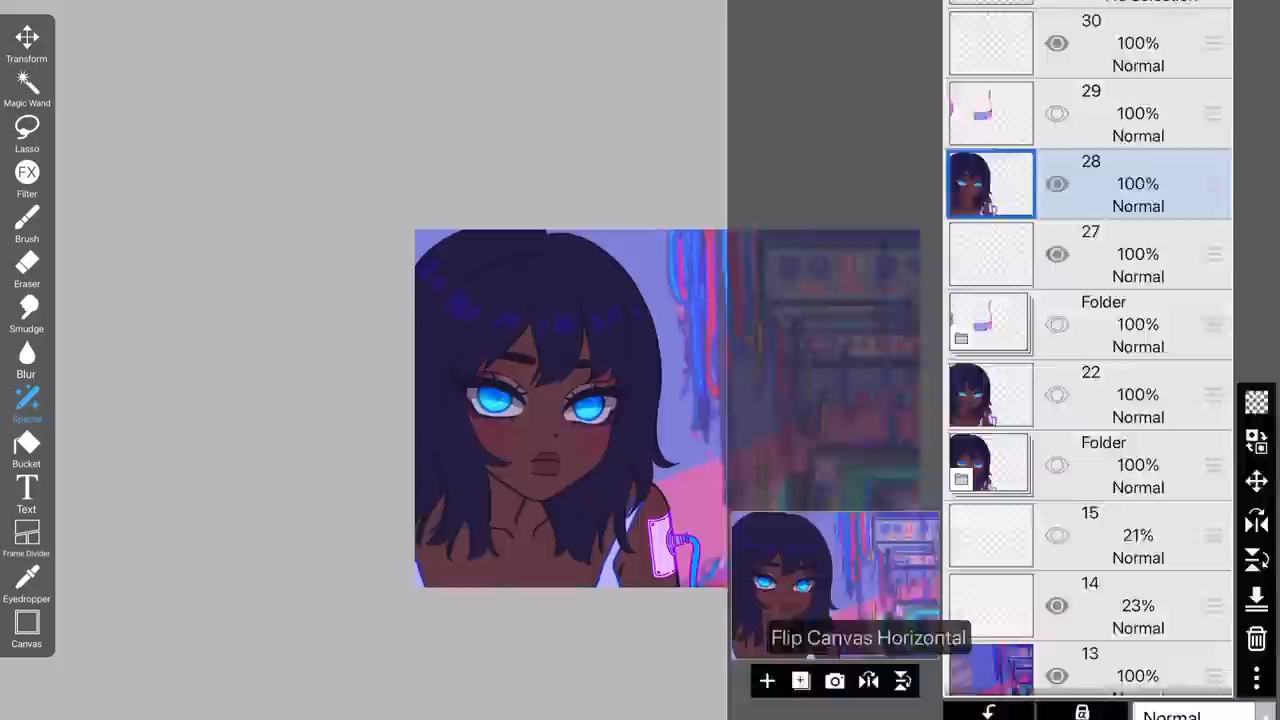 Transform
Magic Wand
Lasso
FX
Filter
Brush
Eraser
Smudge
Blur
Special
Bucket
T
Text
Frame Divider
Eyedropper
Canvas
Flip Canvas Horizontal
30
100%
Normal
29
100%
Normal
28
100%
Normal
27
100%
Normal
Folder
100%
Normal
22
100%
Normal
Folder
100%
Normal
15
21%
Normal
14
23%
Normal
13
100%
Normal